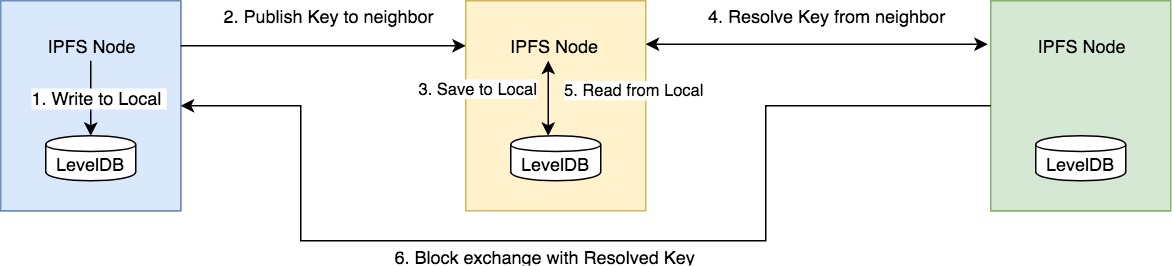 2. Publish Key to neighbor
4. Resolve Key from neighbor
IPFS Node
IPFS Node
IPFS Node
1. Write to Local
3. Save to Local
5. Read from Local
LevelDB
LevelDB
LevelDB
6. Block exchange with Resolved Key